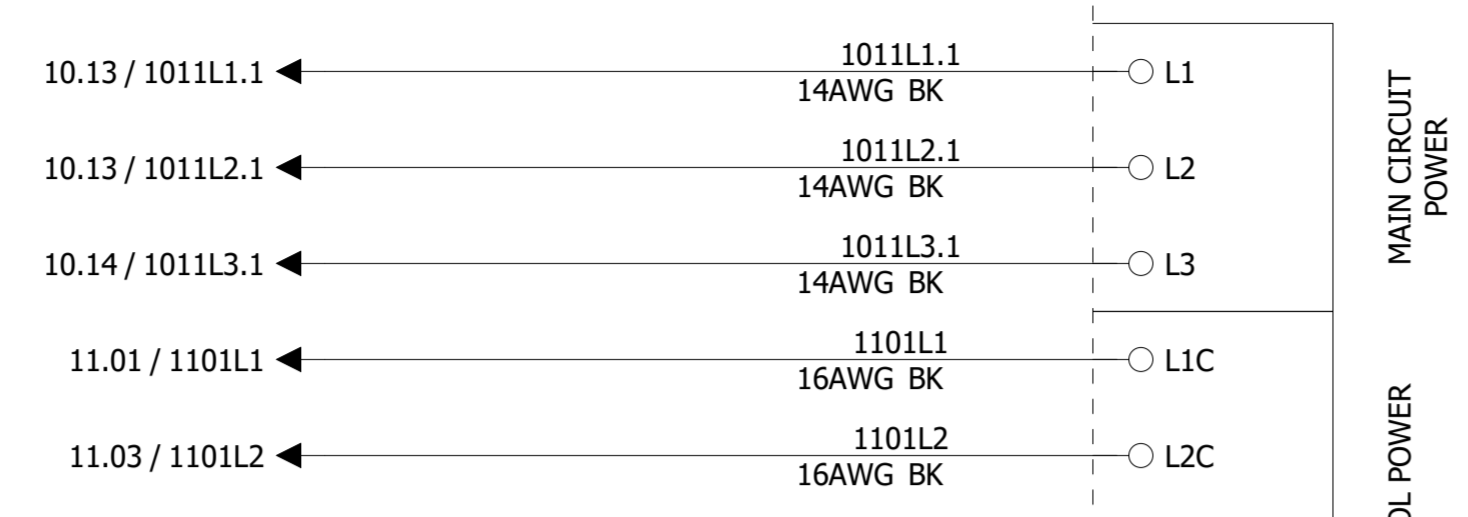 10.13 / 1011L1.1
1011L1.1
14AWG BK
L1
10.13 / 1011L2.1
1011L2.1
14AWG BK
L2
10.14 / 1011L3.1
1011L3.1
14AWG BK
L3
MAIN CIRCUIT
POWER
11.01 / 1101L1
1101L1
16AWG BK
L1C
11.03 / 1101L2
1101L2
16AWG BK
L2C
POWER